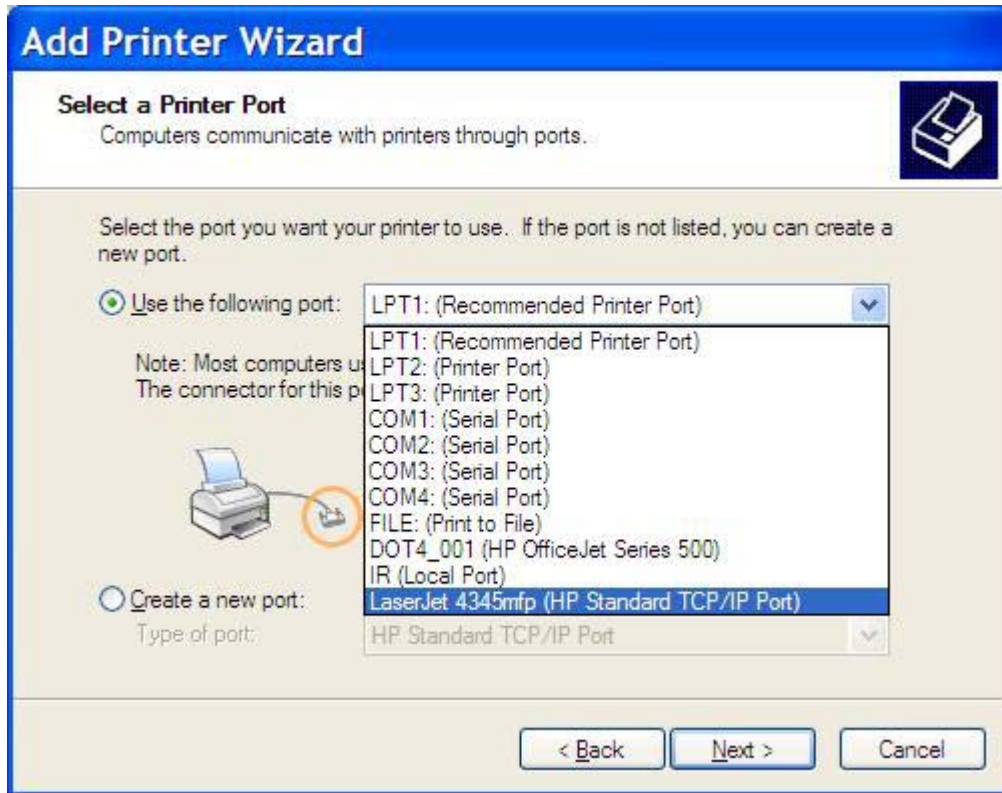 Add Printer Wizard
Select a Printer Port
Computers communicate with printers through ports.
Select the port you want your printer to use. If the port is not listed, you can create a
new port.
Use the following port:
LPT1: (Recommended Printer Port)
LPT1: (Recommended Printer Port)
Note: Most computers
LPT2: (Printer Port)
The connector for this
LPT3: (Printer Port)
COM1: (Serial Port)
COM2: (Serial Port)
COM3: (Serial Port)
COM4: (Serial Port)
FILE: (Print to File)
DOT4_001 (HP OfficeJet Series 500)
IR (Local Port)
Create a new port:
LaserJet 4345mfp (HP Standard TCP/IP Port)
Type of port:
HP Standard TCP/IP Port
< Back
Next >
Cancel